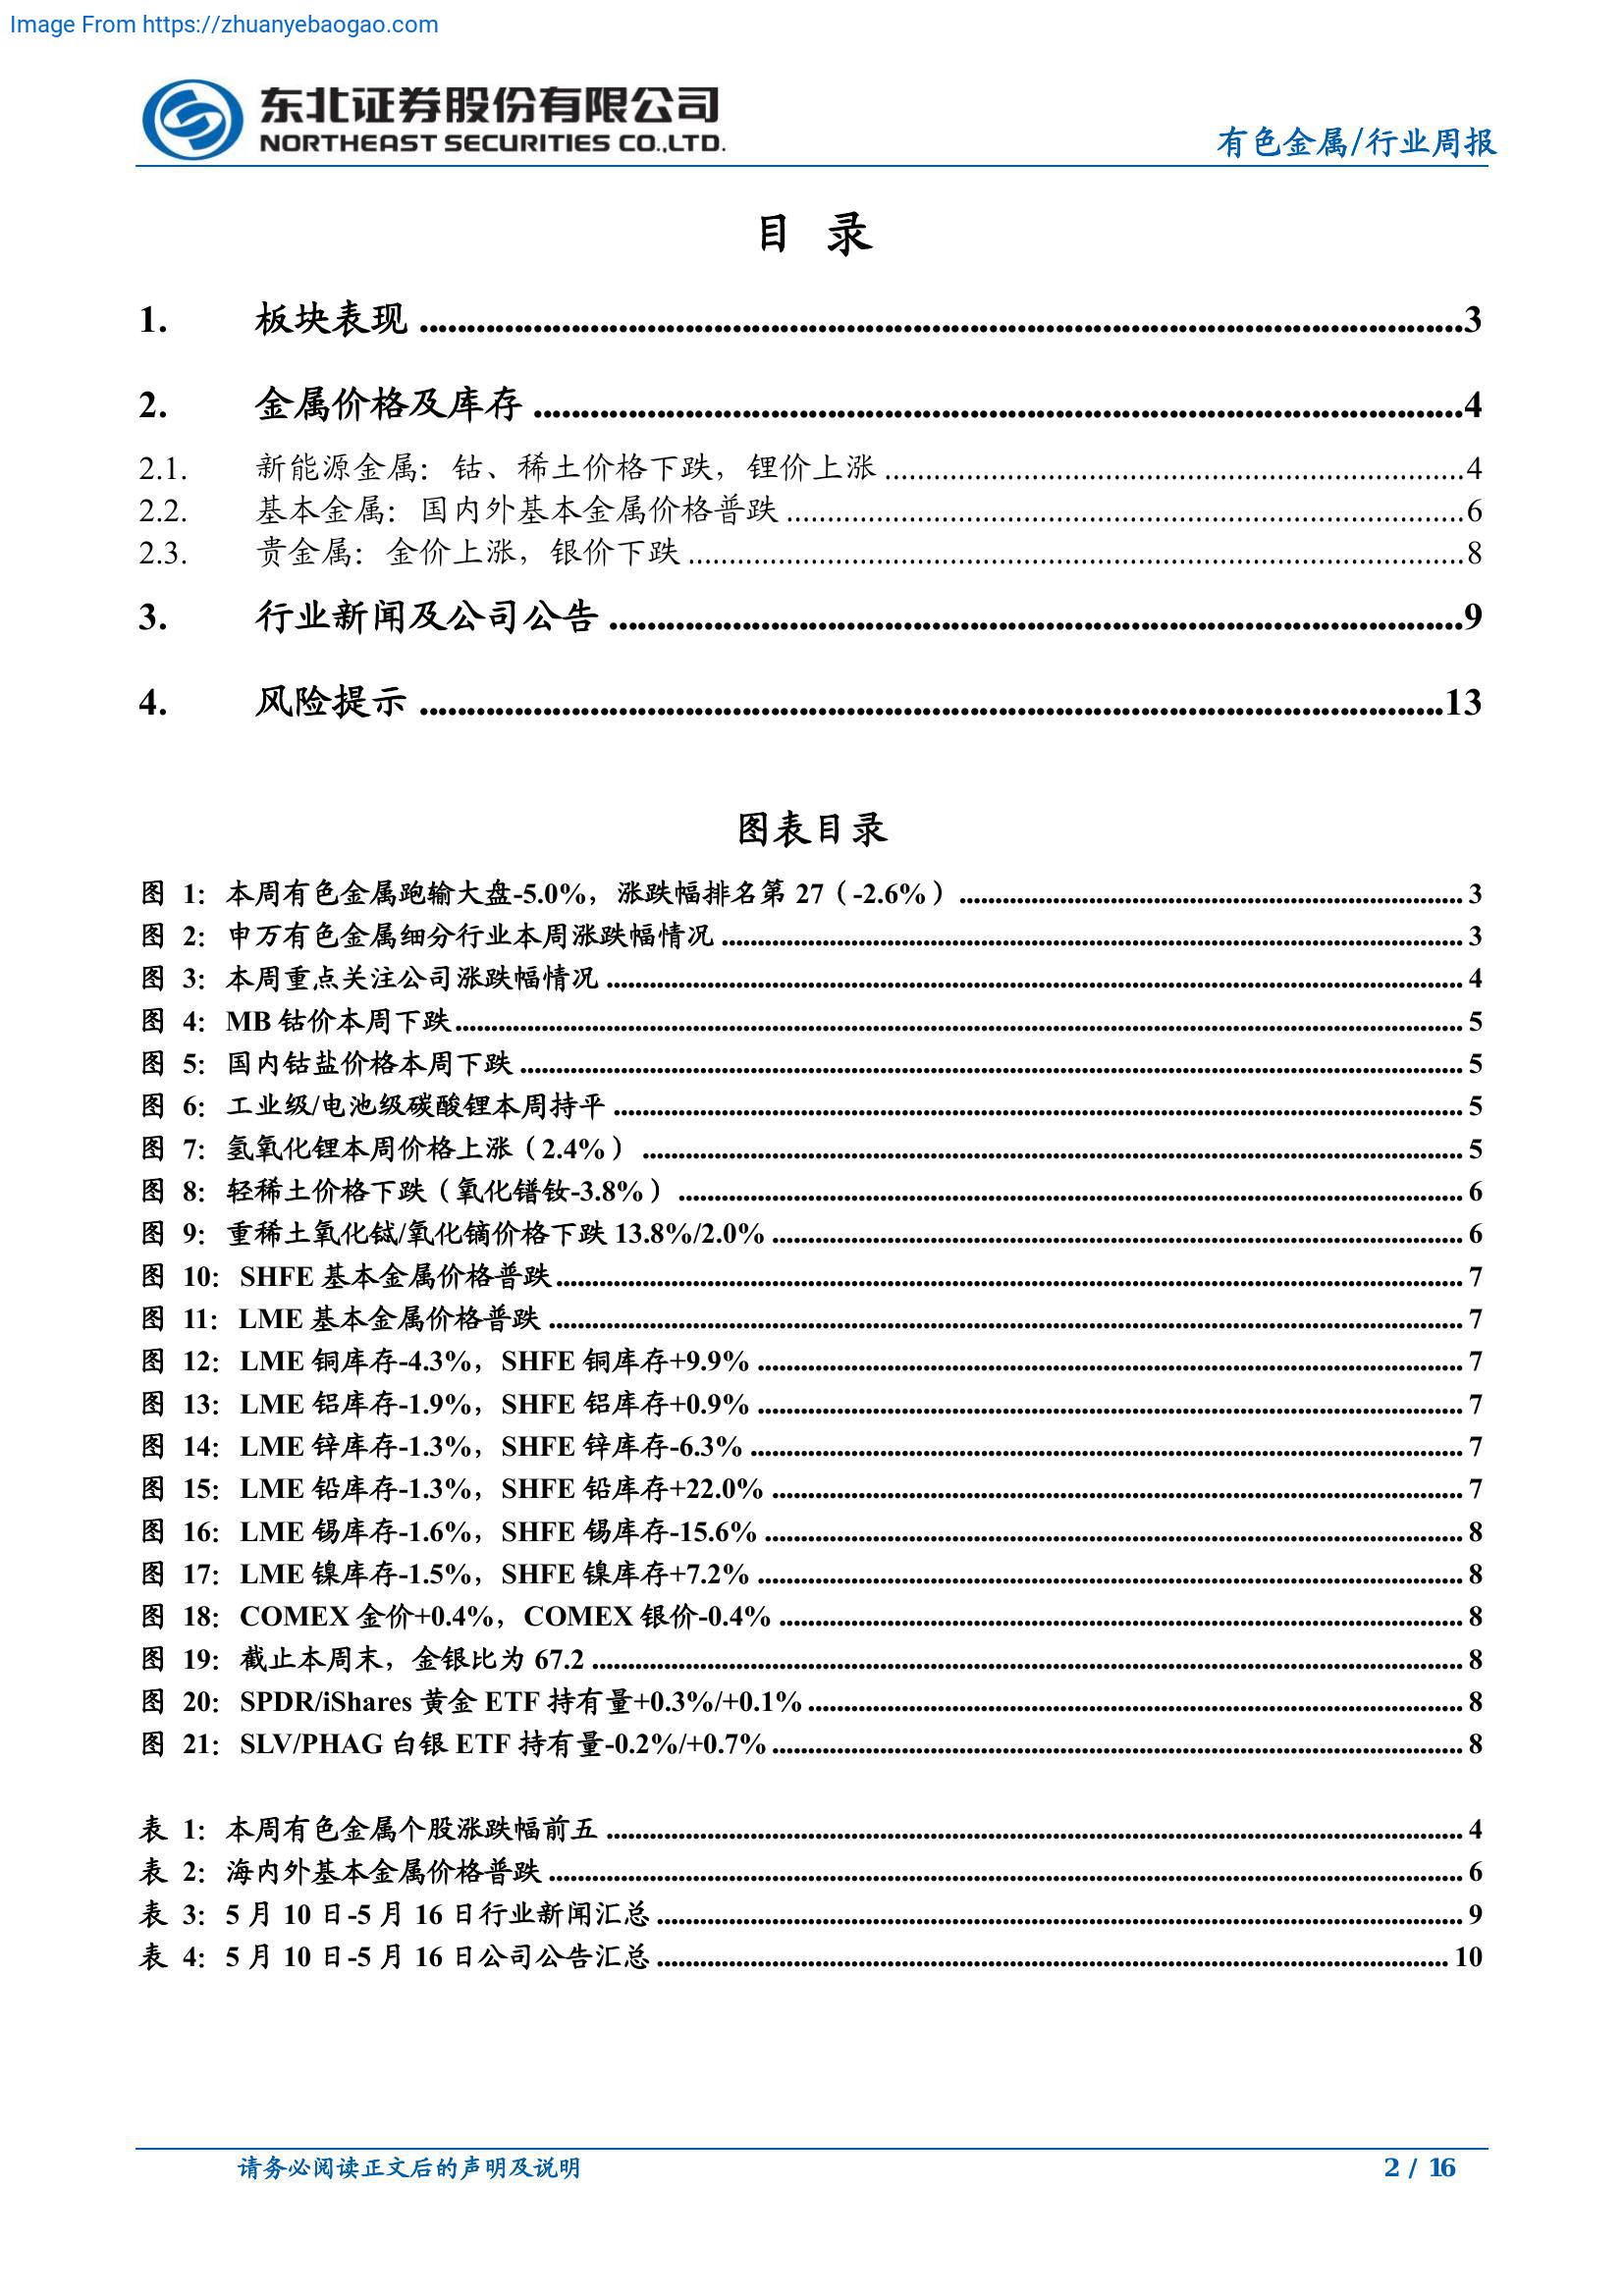 Image From https://zhuanyebaogao.com
东北证券股份有限公司
NORTHEAST SECURITIES CO.,LTD.
有色金属/行业周报
目 录
1. 板块表现 3
2. 金属价格及库存 4
2.1. 新能源金属：钴、稀土价格下跌，锂价上涨 4
2.2. 基本金属：国内外基本金属价格普跌 6
2.3. 贵金属：金价上涨，银价下跌 8
3. 行业新闻及公司公告 9
4. 风险提示 13
图表目录
图 1：本周有色金属跑输大盘-5.0%，涨跌幅排名第 27（-2.6%） 3
图 2：申万有色金属细分行业本周涨跌幅情况 3
图 3：本周重点关注公司涨跌幅情况 4
图 4：MB 钴价本周下跌 5
图 5：国内钴盐价格本周下跌 5
图 6：工业级/电池级碳酸锂本周持平 5
图 7：氢氧化锂本周价格上涨（2.4%） 5
图 8：轻稀土价格下跌（氧化镨钕-3.8%） 6
图 9：重稀土氧化铽/氧化镝价格下跌 13.8%/2.0% 6
图 10：SHFE 基本金属价格普跌 7
图 11：LME 基本金属价格普跌 7
图 12：LME 铜库存-4.3%，SHFE 铜库存+9.9% 7
图 13：LME 铝库存-1.9%，SHFE 铝库存+0.9% 7
图 14：LME 锌库存-1.3%，SHFE 锌库存-6.3% 7
图 15：LME 铅库存-1.3%，SHFE 铅库存+22.0% 7
图 16：LME 锡库存-1.6%，SHFE 锡库存-15.6% 8
图 17：LME 镍库存-1.5%，SHFE 镍库存+7.2% 8
图 18：COMEX 金价+0.4%，COMEX 银价-0.4% 8
图 19：截止本周末，金银比为 67.2 8
图 20：SPDR/iShares 黄金 ETF 持有量+0.3%/+0.1% 8
图 21：SLV/PHAG 白银 ETF 持有量-0.2%/+0.7% 8
表 1：本周有色金属个股涨跌幅前五 4
表 2：海内外基本金属价格普跌 6
表 3：5 月 10 日-5 月 16 日行业新闻汇总 9
表 4：5 月 10 日-5 月 16 日公司公告汇总 10
请务必阅读正文后的声明及说明
2 / 16